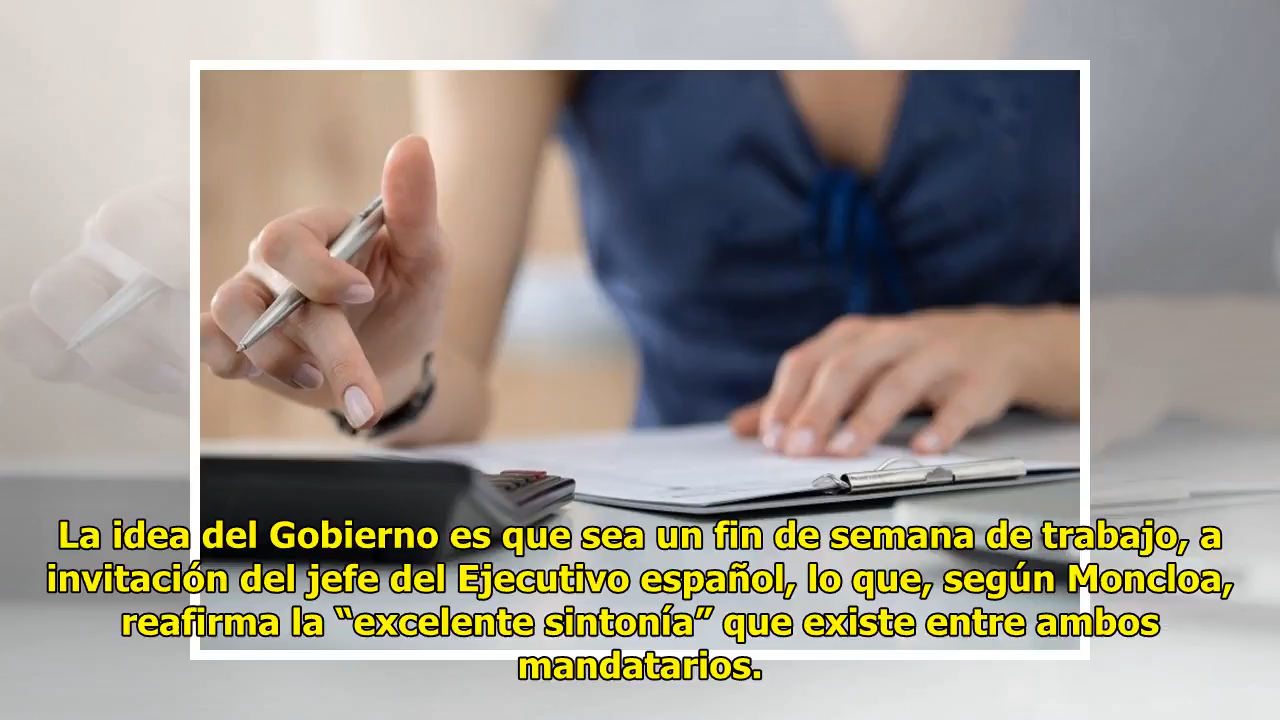 La idea del Gobierno es que sea un fin de semana de trabajo, a
invitación del jefe del Ejecutivo español, lo que, según Moncloa,
reafirma la “excelente sintonía” que existe entre ambos
mandatarios.